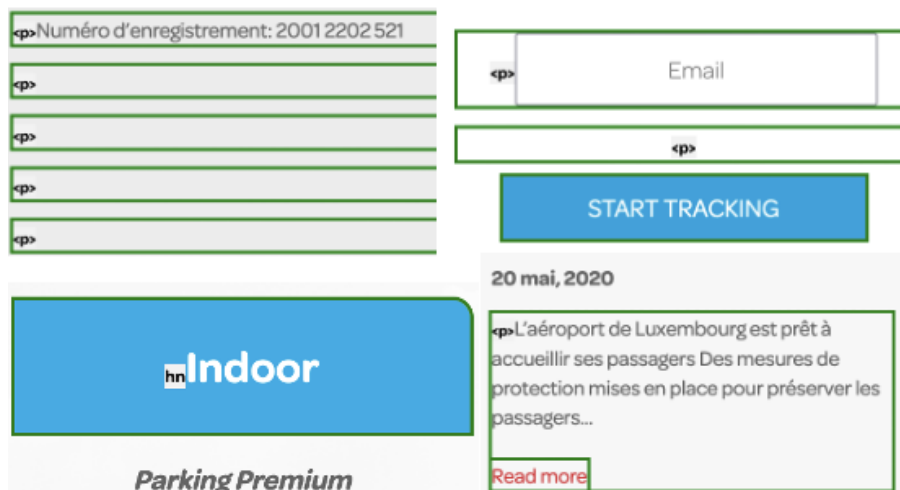 <p>Numéro d'enregistrement: 2001 2202 521
<p>
<p>
<p>
<p>
<p> Email
<p>
START TRACKING
hn Indoor
Parking Premium
20 mai, 2020
<p>L'aéroport de Luxembourg est prêt à
accueillir ses passagers Des mesures de
protection mises en place pour préserver les
passagers...
Read more